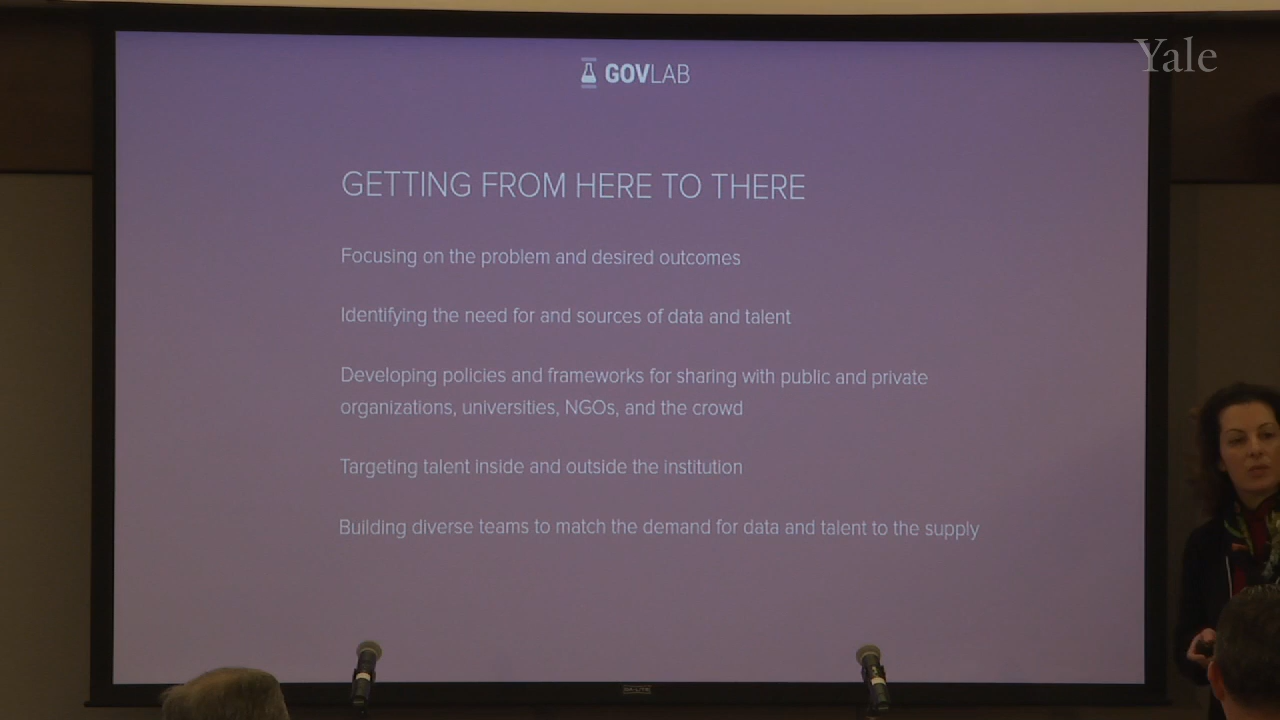 Yale
GOVLAB
GETTING FROM HERE TO THERE
Focusing on the problem and desired outcomes
Identifying the need for and sources of data and talent
Developing policies and frameworks for sharing with public and private
organizations, universities, NGOs, and the crowd
Targeting talent inside and outside the institution
Building diverse teams to match the demand for data and talent to the supply
DA-LITE